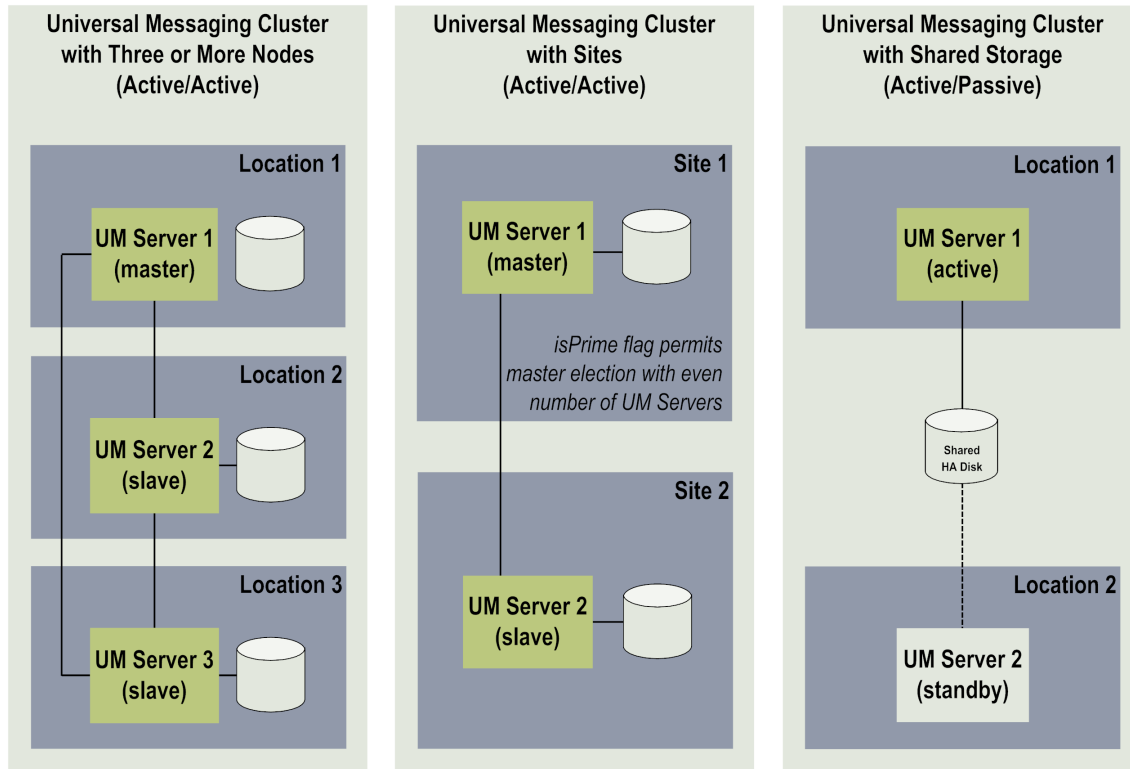 Universal Messaging Cluster
with Three or More Nodes
(Active/Active)
Location 1
UM Server 1
(master)
Location 2
UM Server 2
(slave)
Location 3
UM Server 3
(slave)
Universal Messaging Cluster
with Sites
(Active/Active)
Site 1
UM Server 1
(master)
isPrime flag permits
master election with even
number of UM Servers
Site 2
UM Server 2
(slave)
Universal Messaging Cluster
with Shared Storage
(Active/Passive)
Location 1
UM Server 1
(active)
Shared
HA Disk
Location 2
UM Server 2
(standby)